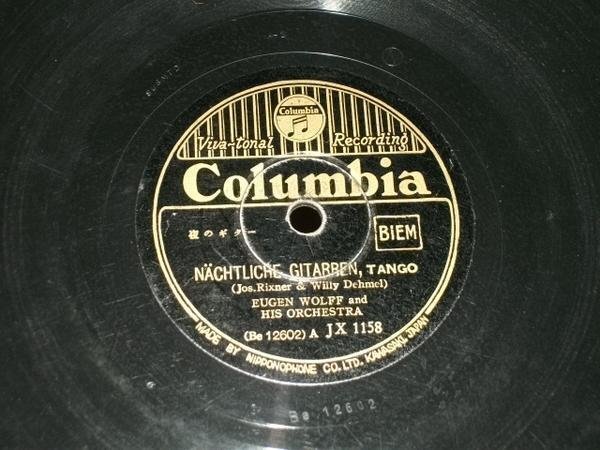 Columbia
Viva-tonal Recording
Columbia
夜のギター
BIEM
NÄCHTLICHE GITARREN, TANGO
(Jos. Rixner & Willy Dehmel)
EUGEN WOLFF and
HIS ORCHESTRA
(Be 12602) A JX 1158
MADE BY NIPPONOPHONE CO. LTD. KAWASAKI, JAPAN
Be 12602